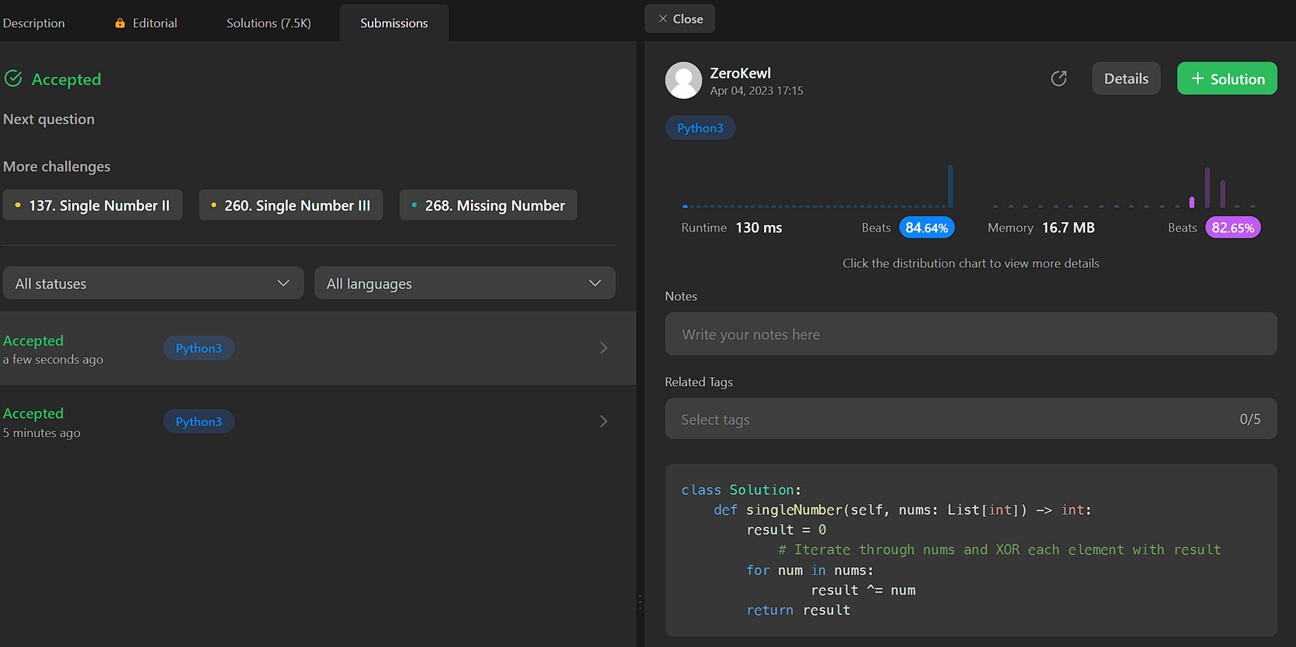 Description Editorial Solutions (7.5K) Submissions
Accepted
Next question
More challenges
137. Single Number II 260. Single Number III 268. Missing Number
All statuses All languages
Accepted
a few seconds ago
Python3
Accepted
5 minutes ago
Python3
Close
ZeroKewl
Apr 04, 2023 17:15
Details
+ Solution
Python3
Runtime 130 ms Beats 84.64% Memory 16.7 MB Beats 82.65%
Click the distribution chart to view more details
Notes
Write your notes here
Related Tags
Select tags 0/5
class Solution:
    def singleNumber(self, nums: List[int]) -> int:
        result = 0
            # Iterate through nums and XOR each element with result
        for num in nums:
                result ^= num
        return result